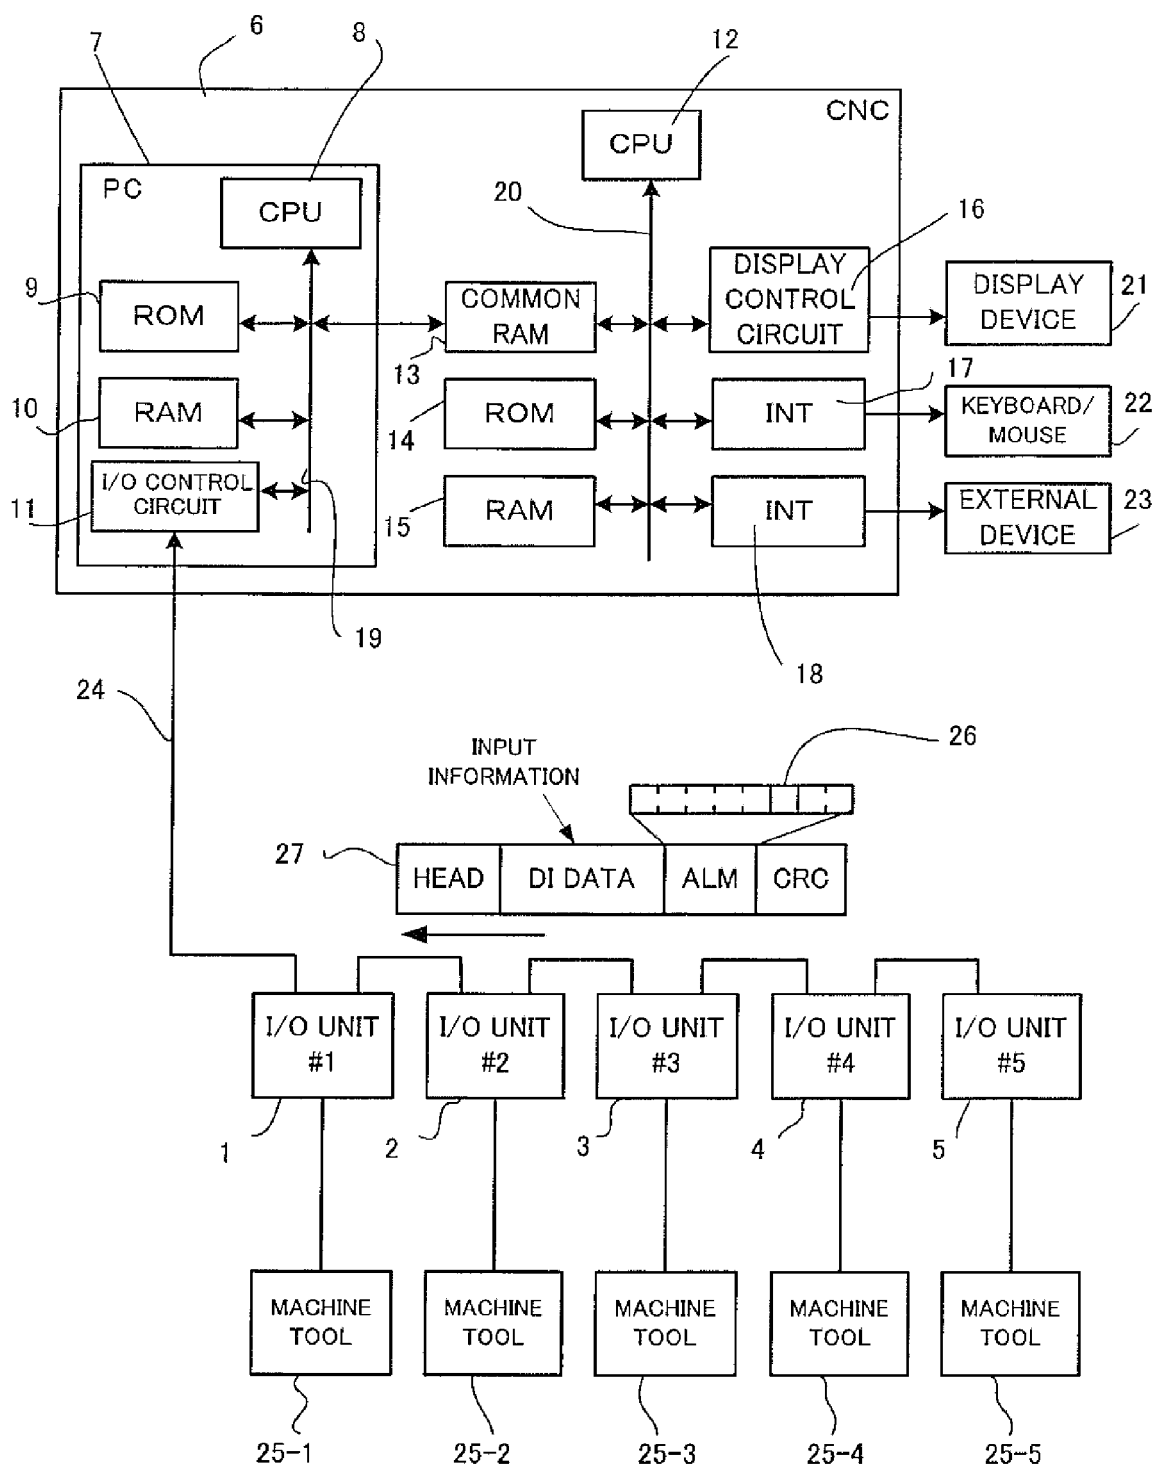 6
8
12
7
CNC
CPU
PC
CPU
20
16
9
ROM
COMMON
RAM
DISPLAY
CONTROL
CIRCUIT
DISPLAY
DEVICE
21
13
17
10
RAM
14
ROM
INT
KEYBOARD/
MOUSE
22
11
I/O CONTROL
CIRCUIT
15
RAM
INT
EXTERNAL
DEVICE
23
19
18
24
INPUT
INFORMATION
26
27
HEAD
DI DATA
ALM
CRC
I/O UNIT
#1
I/O UNIT
#2
I/O UNIT
#3
I/O UNIT
#4
I/O UNIT
#5
1
2
3
4
5
MACHINE
TOOL
MACHINE
TOOL
MACHINE
TOOL
MACHINE
TOOL
MACHINE
TOOL
25-1
25-2
25-3
25-4
25-5